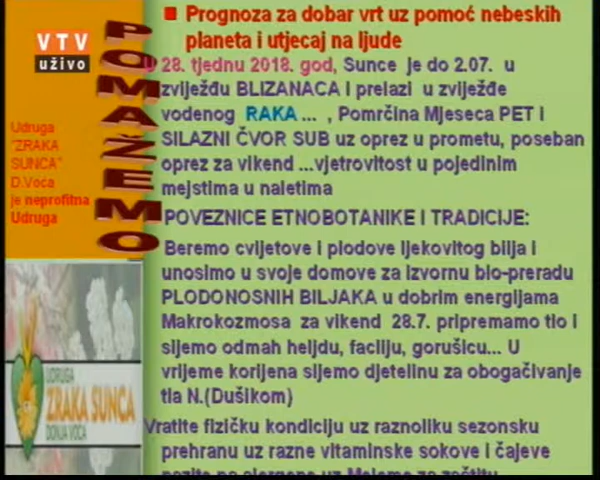 VTV
uživo
POMAŽEMO
Udruga
"ZRAKA
SUNCA"
D.Voća
je neprofitna
Udruga
UDRUGA
ZRAKA SUNCA
DONJA VOĆA
Prognoza za dobar vrt uz pomoć nebeskih
planeta i utjecaj na ljude
U 28. tjednu 2018. god, Sunce je do 2.07. u
zviježđu BLIZANACA i prelazi u zviježđe
vodenog RAKA ... , Pomrčina Mjeseca PET i
SILAZNI ČVOR SUB uz oprez u prometu, poseban
oprez za vikend ...vjetrovitost u pojedinim
mejstima u naletima
POVEZNICE ETNOBOTANIKE I TRADICIJE:
Beremo cvijetove i plodove ljekovitog bilja i
unosimo u svoje domove za izvornu bio-preradu
PLODONOSNIH BILJAKA u dobrim energijama
Makrokozmosa za vikend 28.7. pripremamo tlo i
sijemo odmah heljdu, faciliju, gorušicu... U
vrijeme korijena sijemo djetelinu za obogaćivanje
tla N.(Dušikom)
Vratite fizičku kondiciju uz raznoliku sezonsku
prehranu uz razne vitaminske sokove i čajeve